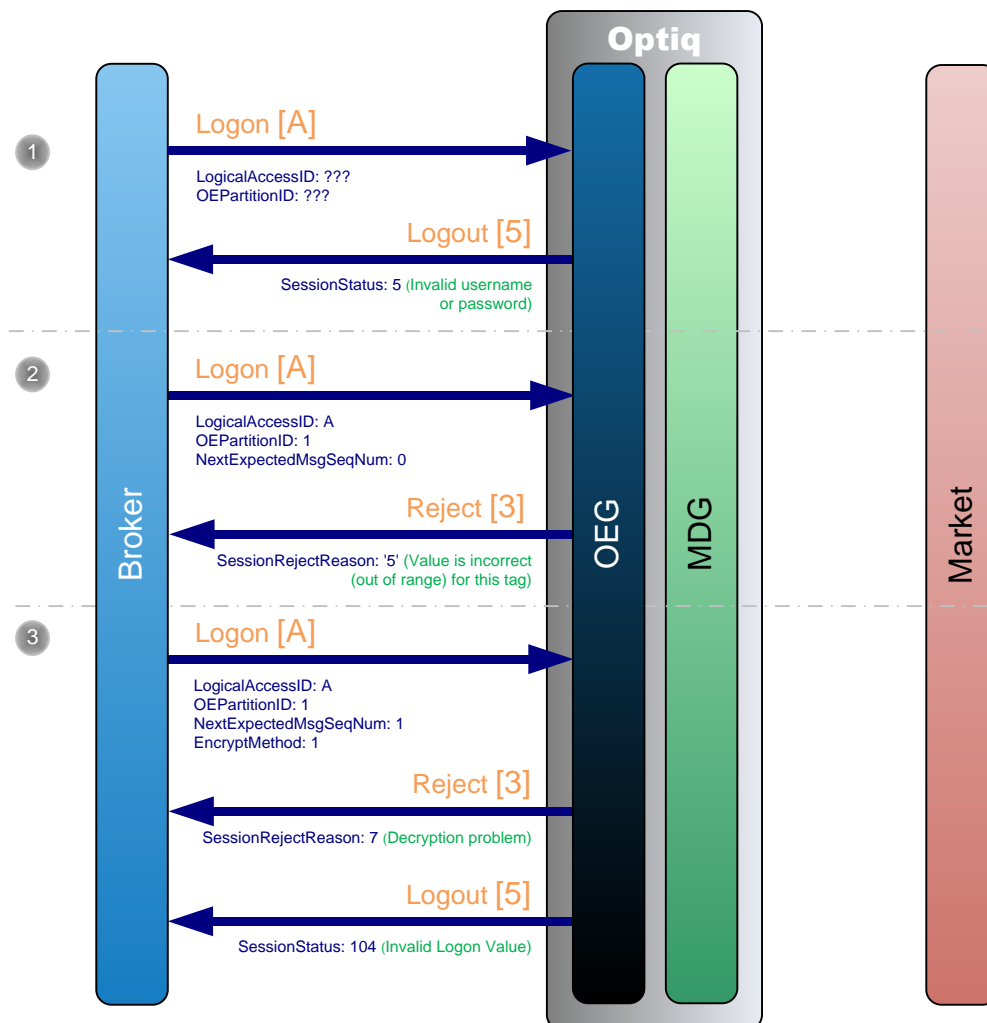 Optiq
Broker
OEG
MDG
Market
1
Logon [A]
LogicalAccessID: ???
OEPartitionID: ???
Logout [5]
SessionStatus: 5 (Invalid username
or password)
2
Logon [A]
LogicalAccessID: A
OEPartitionID: 1
NextExpectedMsgSeqNum: 0
Reject [3]
SessionRejectReason: '5' (Value is incorrect
(out of range) for this tag)
3
Logon [A]
LogicalAccessID: A
OEPartitionID: 1
NextExpectedMsgSeqNum: 1
EncryptMethod: 1
Reject [3]
SessionRejectReason: 7 (Decryption problem)
Logout [5]
SessionStatus: 104 (Invalid Logon Value)